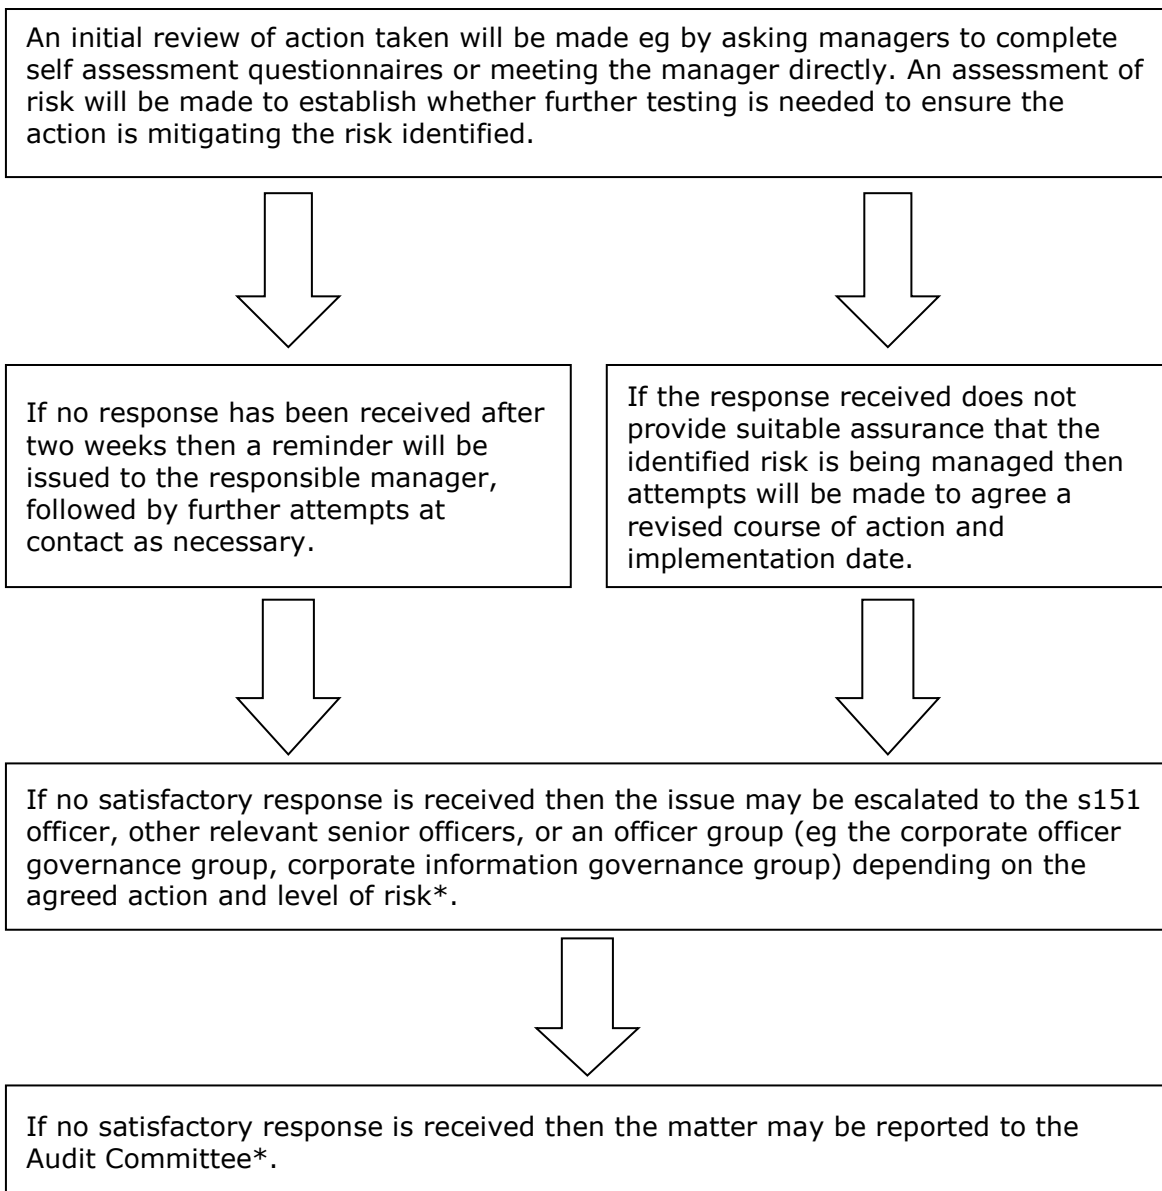 An initial review of action taken will be made eg by asking managers to complete
self assessment questionnaires or meeting the manager directly. An assessment of
risk will be made to establish whether further testing is needed to ensure the
action is mitigating the risk identified.
If no response has been received after
two weeks then a reminder will be
issued to the responsible manager,
followed by further attempts at
contact as necessary.
If the response received does not
provide suitable assurance that the
identified risk is being managed then
attempts will be made to agree a
revised course of action and
implementation date.
If no satisfactory response is received then the issue may be escalated to the s151
officer, other relevant senior officers, or an officer group (eg the corporate officer
governance group, corporate information governance group) depending on the
agreed action and level of risk*.
If no satisfactory response is received then the matter may be reported to the
Audit Committee*.